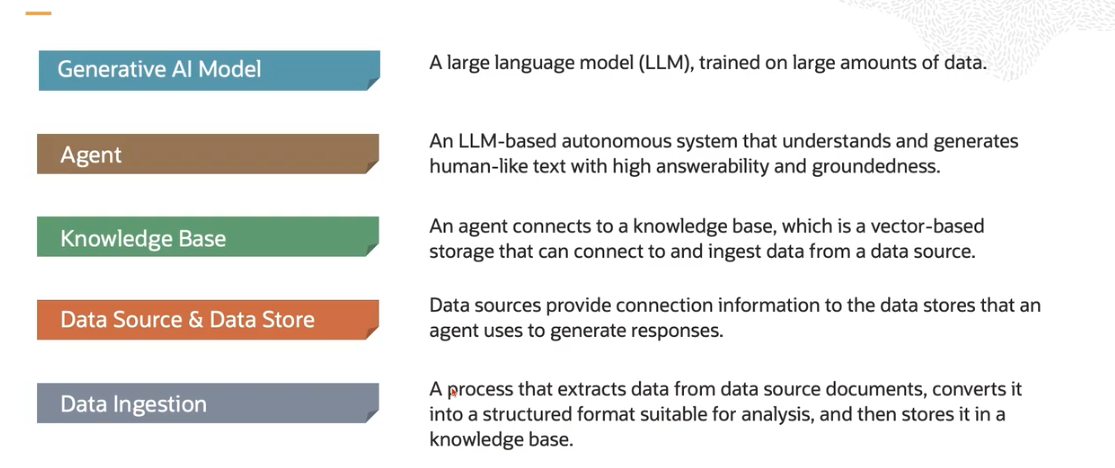 Generative AI Model
A large language model (LLM), trained on large amounts of data.
Agent
An LLM-based autonomous system that understands and generates
human-like text with high answerability and groundedness.
Knowledge Base
An agent connects to a knowledge base, which is a vector-based
storage that can connect to and ingest data from a data source.
Data Source & Data Store
Data sources provide connection information to the data stores that an
agent uses to generate responses.
Data Ingestion
A process that extracts data from data source documents, converts it
into a structured format suitable for analysis, and then stores it in a
knowledge base.